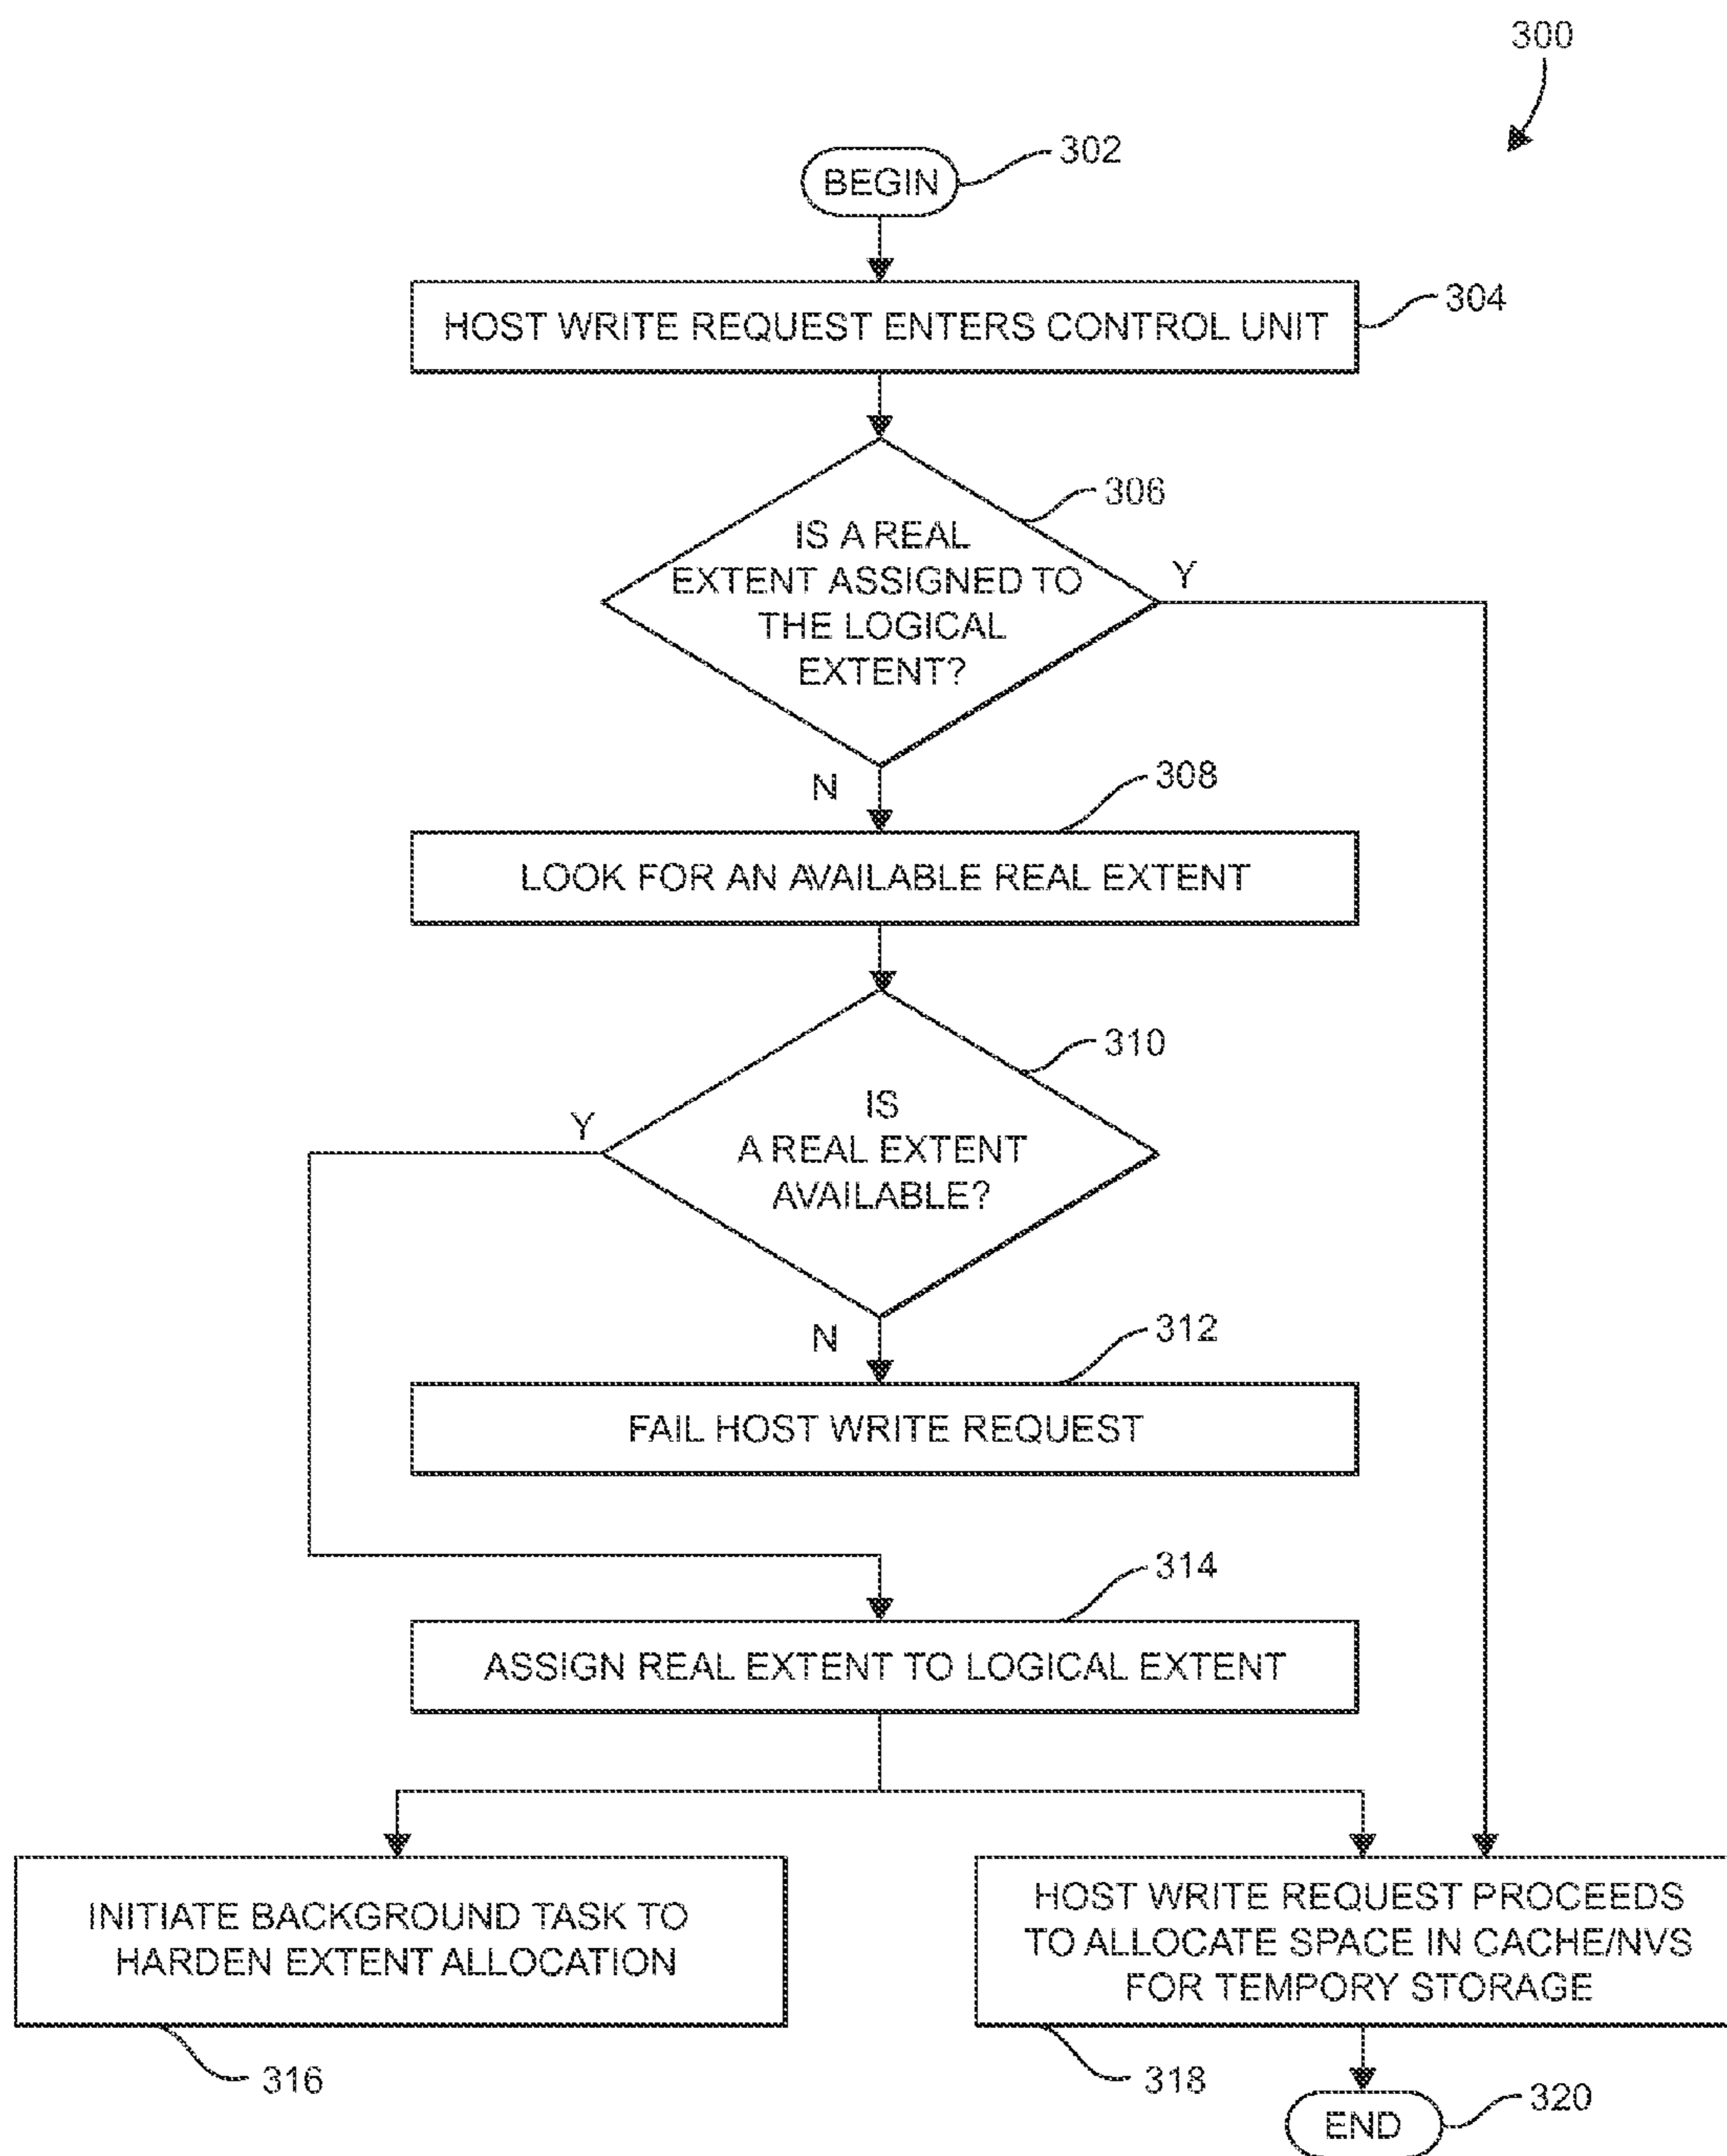 300
BEGIN
302
HOST WRITE REQUEST ENTERS CONTROL UNIT
304
306
IS A REAL
EXTENT ASSIGNED TO
THE LOGICAL
EXTENT?
Y
N
308
LOOK FOR AN AVAILABLE REAL EXTENT
310
IS
A REAL EXTENT
AVAILABLE?
Y
N
312
FAIL HOST WRITE REQUEST
314
ASSIGN REAL EXTENT TO LOGICAL EXTENT
INITIATE BACKGROUND TASK TO
HARDEN EXTENT ALLOCATION
316
HOST WRITE REQUEST PROCEEDS
TO ALLOCATE SPACE IN CACHE/NVS
FOR TEMPORY STORAGE
318
END
320